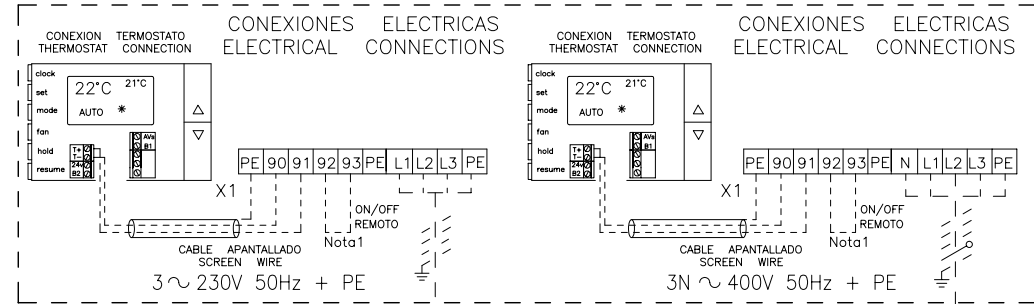 CONEXIONES ELECTRICAS
ELECTRICAL CONNECTIONS
CONEXION TERMOSTATO
THERMOSTAT CONNECTION
clock
set
mode
fan
hold
resume
22°C 21°C
AUTO *
△
▽
T+
T-
24v
B2
AVs
B1
PE 90 91 92 93 PE L1 L2 L3 PE
X1
ON/OFF
REMOTO
Nota1
CABLE APANTALLADO
SCREEN WIRE
3~230V 50Hz + PE
CONEXIONES ELECTRICAS
ELECTRICAL CONNECTIONS
CONEXION TERMOSTATO
THERMOSTAT CONNECTION
clock
set
mode
fan
hold
resume
22°C 21°C
AUTO *
△
▽
T+
T-
24v
B2
AVs
B1
PE 90 91 92 93 PE N L1 L2 L3 PE
X1
ON/OFF
REMOTO
Nota1
CABLE APANTALLADO
SCREEN WIRE
3N~400V 50Hz + PE